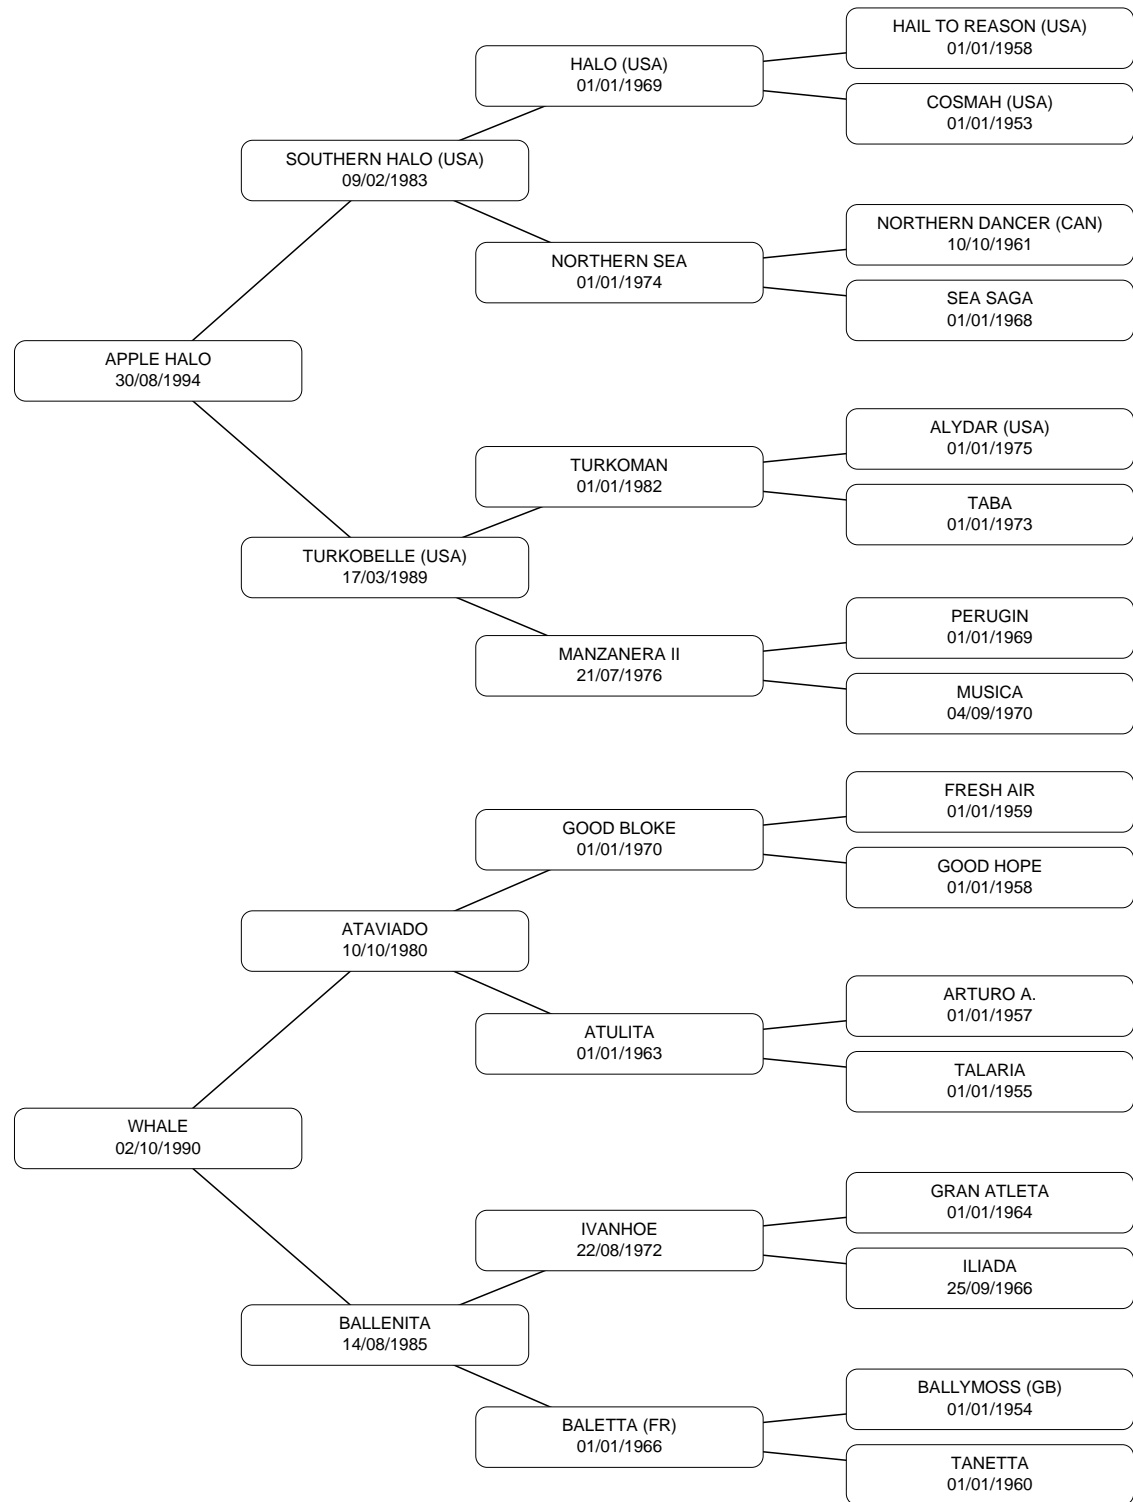 HAIL TO REASON (USA)
01/01/1958
HALO (USA)
01/01/1969
COSMAH (USA)
01/01/1953
SOUTHERN HALO (USA)
09/02/1983
NORTHERN DANCER (CAN)
10/10/1961
NORTHERN SEA
01/01/1974
SEA SAGA
01/01/1968
APPLE HALO
30/08/1994
ALYDAR (USA)
01/01/1975
TURKOMAN
01/01/1982
TABA
01/01/1973
TURKOBELLE (USA)
17/03/1989
PERUGIN
01/01/1969
MANZANERA II
21/07/1976
MUSICA
04/09/1970
FRESH AIR
01/01/1959
GOOD BLOKE
01/01/1970
GOOD HOPE
01/01/1958
ATAVIADO
10/10/1980
ARTURO A.
01/01/1957
ATULITA
01/01/1963
TALARIA
01/01/1955
WHALE
02/10/1990
GRAN ATLETA
01/01/1964
IVANHOE
22/08/1972
ILIADA
25/09/1966
BALLENITA
14/08/1985
BALLYMOSS (GB)
01/01/1954
BALETTA (FR)
01/01/1966
TANETTA
01/01/1960